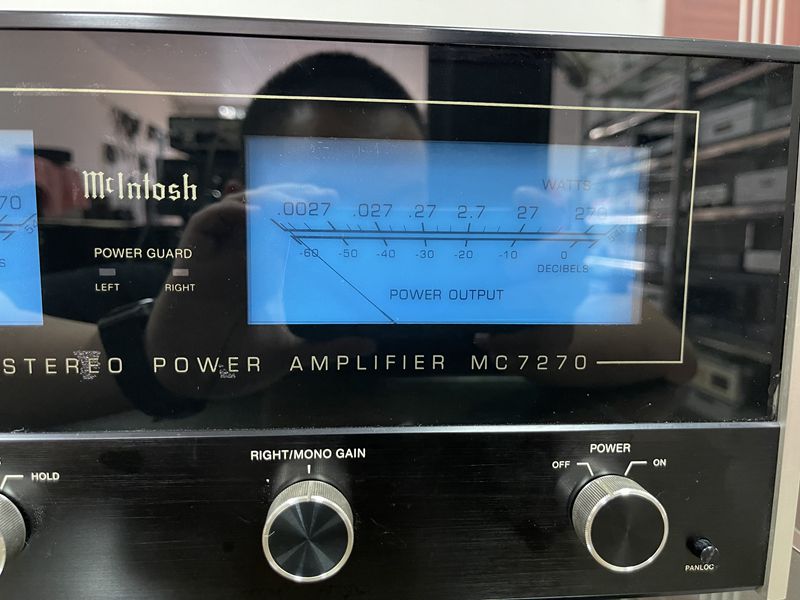 McIntosh
POWER GUARD
LEFT RIGHT
70
WATTS
.0027 .027 .27 2.7 27 270
-60 -50 -40 -30 -20 -10 0
DECIBELS
POWER OUTPUT
STEREO POWER AMPLIFIER MC7270
HOLD
RIGHT/MONO GAIN
POWER
OFF ON
PANLOC